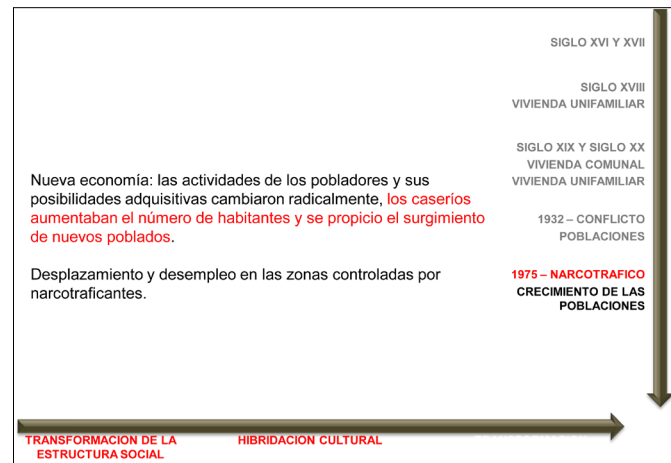 SIGLO XVI Y XVII
SIGLO XVIII
VIVIENDA UNIFAMILIAR
SIGLO XIX Y SIGLO XX
VIVIENDA COMUNAL
VIVIENDA UNIFAMILIAR
1932 – CONFLICTO
POBLACIONES
1975 – NARCOTRAFICO
CRECIMIENTO DE LAS
POBLACIONES
Nueva economía: las actividades de los pobladores y sus
posibilidades adquisitivas cambiaron radicalmente, los caseríos
aumentaban el número de habitantes y se propicio el surgimiento
de nuevos poblados.
Desplazamiento y desempleo en las zonas controladas por
narcotraficantes.
TRANSFORMACION DE LA
ESTRUCTURA SOCIAL
HIBRIDACION CULTURAL